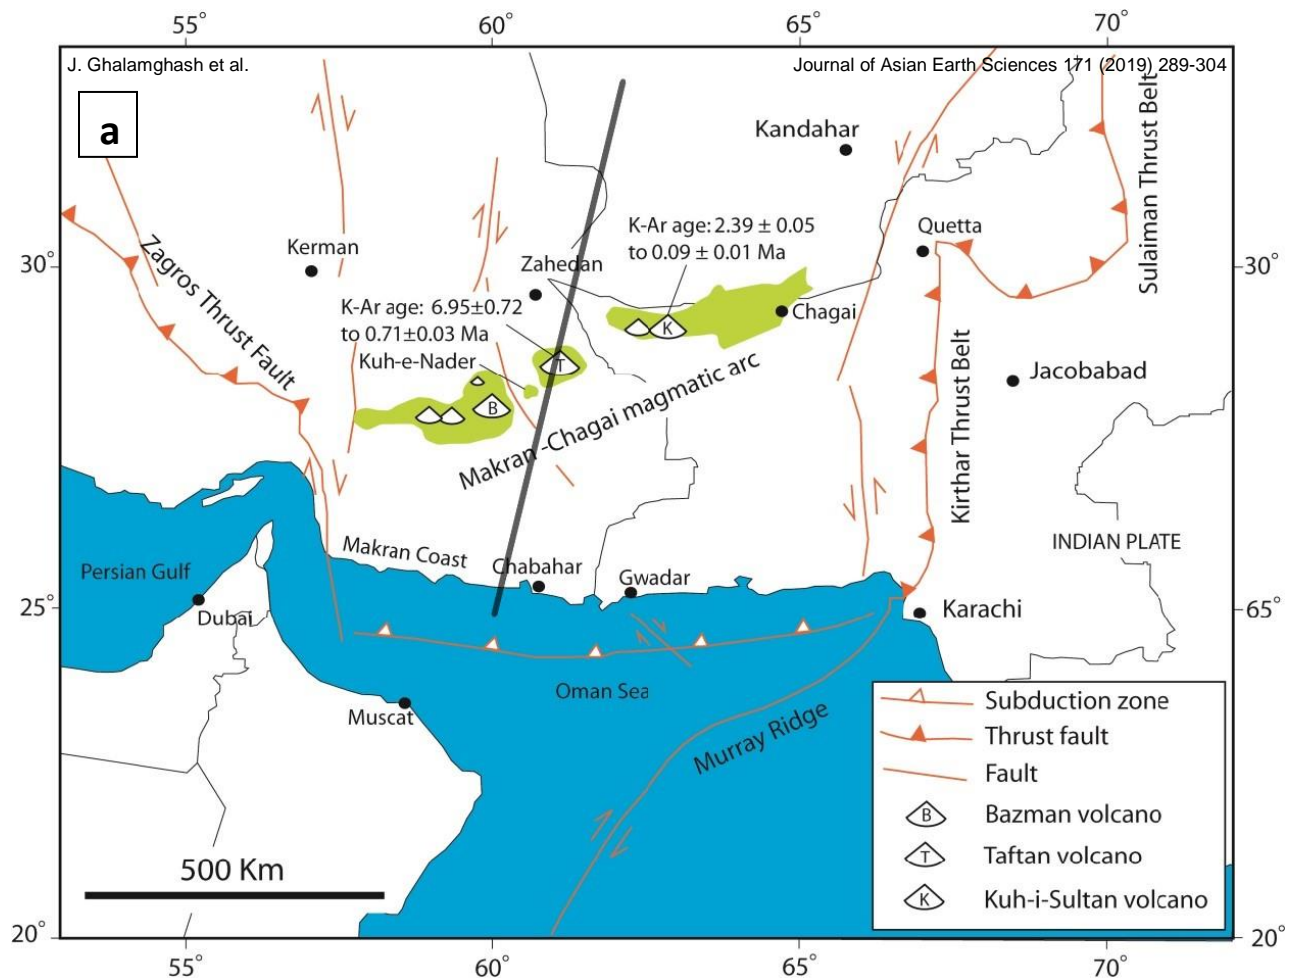 55°
60°
65°
70°
J. Ghalamghash et al.
Journal of Asian Earth Sciences 171 (2019) 289-304
a
Kandahar
Sulaiman Thrust Belt
K-Ar age: 2.39 ± 0.05
to 0.09 ± 0.01 Ma
Quetta
Kerman
Zagros Thrust Fault
Zahedan
30°
30°
K-Ar age: 6.95±0.72
to 0.71±0.03 Ma
Kuh-e-Nader
K
Chagai
T
B
Makran -Chagai magmatic arc
Jacobabad
Kirthar Thrust Belt
INDIAN PLATE
Makran Coast
Persian Gulf
Chabahar
Gwadar
25°
65°
Dubai
Karachi
Oman Sea
Muscat
Murray Ridge
Subduction zone
Thrust fault
Fault
B Bazman volcano
T Taftan volcano
K Kuh-i-Sultan volcano
500 Km
20°
20°
55°
60°
65°
70°